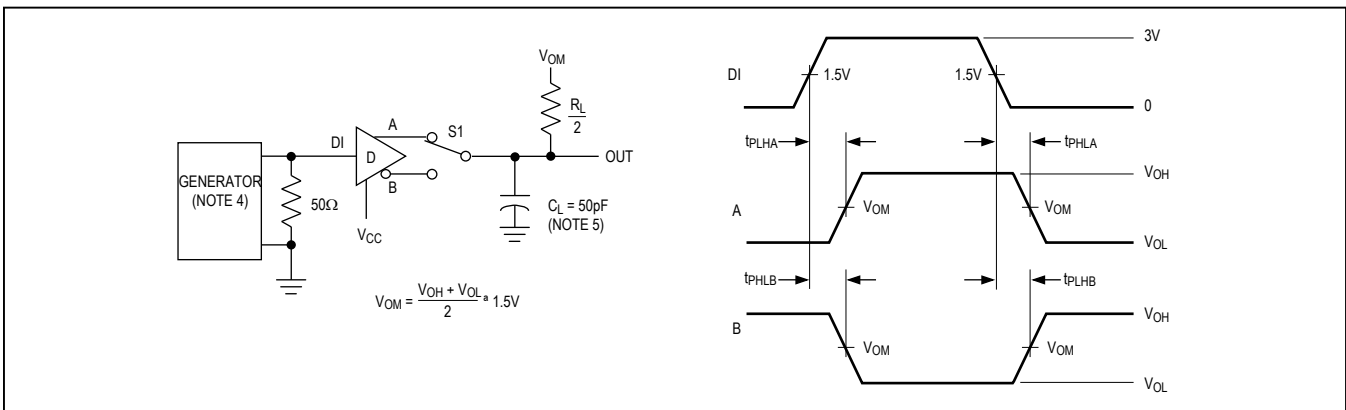 V_OM
R_L
2
A
S1
DI
D
OUT
B
GENERATOR
(NOTE 4)
50Ω
C_L = 50pF
(NOTE 5)
V_CC
V_OM = V_OH + V_OL ª 1.5V
2
3V
DI
1.5V
1.5V
0
t_PLHA
t_PHLA
V_OH
A
V_OM
V_OM
V_OL
t_PHLB
t_PLHB
V_OH
B
V_OM
V_OM
V_OL